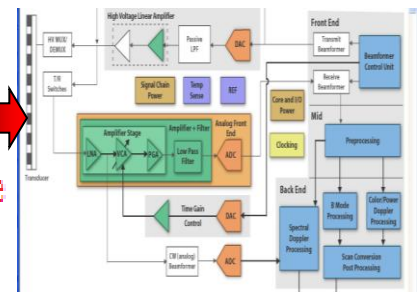 High Voltage Linear Amplifier
Front End
HV MUX/
DEMUX
Passive
LPF
DAC
Transmit
Beamformer
Beamformer
Control Unit
T/R
Switches
Signal Chain
Power
Temp
Sense
REF
Receive
Beamformer
Core and I/O
Power
Mid
Amplifier Stage
Amplifier + Filter
Analog Front
End
LNA
VCA
PGA
Low Pass
Filter
ADC
Clocking
Preprocessing
Transducer
Back End
Time Gain
Control
DAC
Spectral
Doppler
Processing
B Mode
Processing
Color/Power
Doppler
Processing
CW (analog)
Beamformer
ADC
Scan Conversion
Post Processing